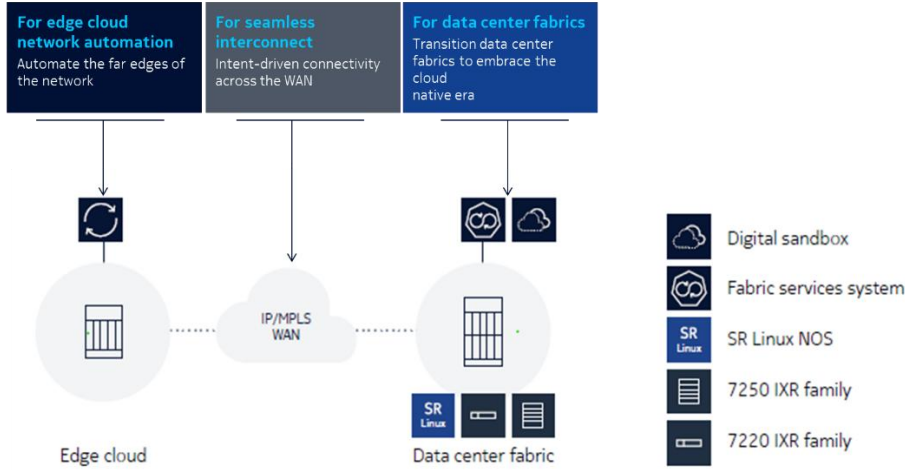 For edge cloud
network automation
Automate the far edges of
the network
For seamless
interconnect
Intent-driven connectivity
across the WAN
For data center fabrics
Transition data center
fabrics to embrace the
cloud
native era
IP/MPLS
WAN
SR
Linux
Edge cloud
Data center fabric
Digital sandbox
Fabric services system
SR
Linux
SR Linux NOS
7250 IXR family
7220 IXR family